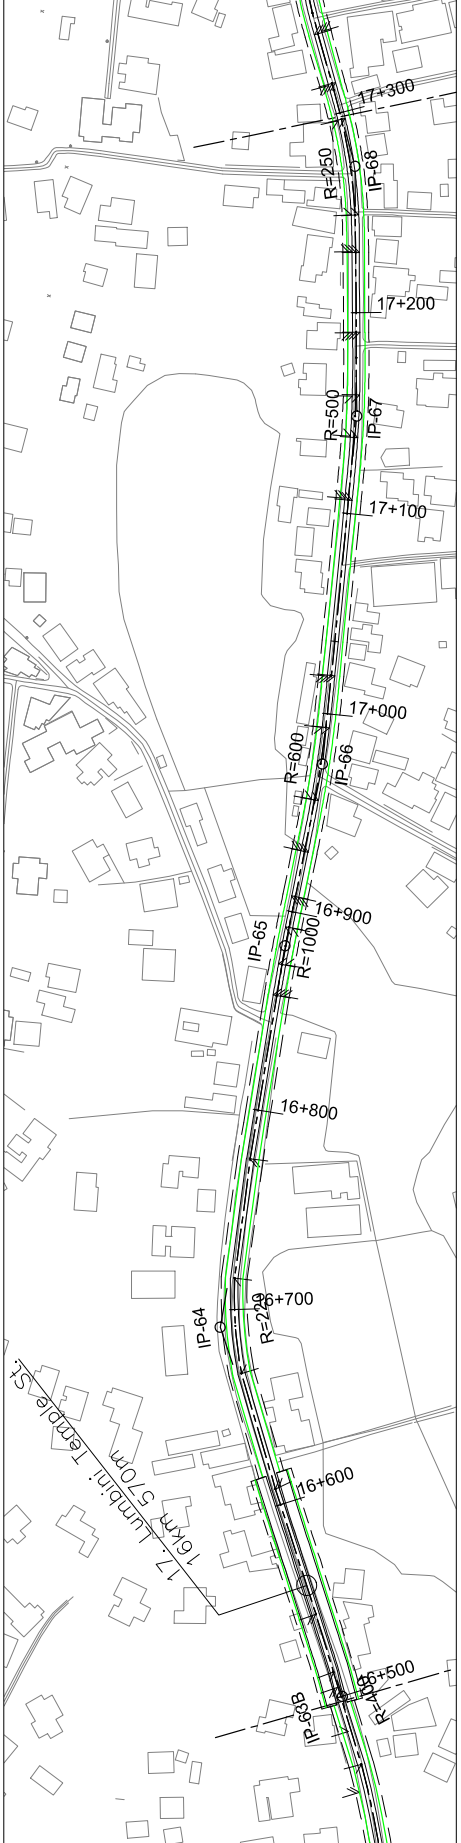 17+300
R=250
IP-68
17+200
R=500
IP-67
17+100
17+000
R=600
IP-66
16+900
IP-65
R=1000
16+800
16+700
IP-64
R=220
17. Lumbini Temple St.
16km 570m
16+600
16+500
IP-63B
R=400